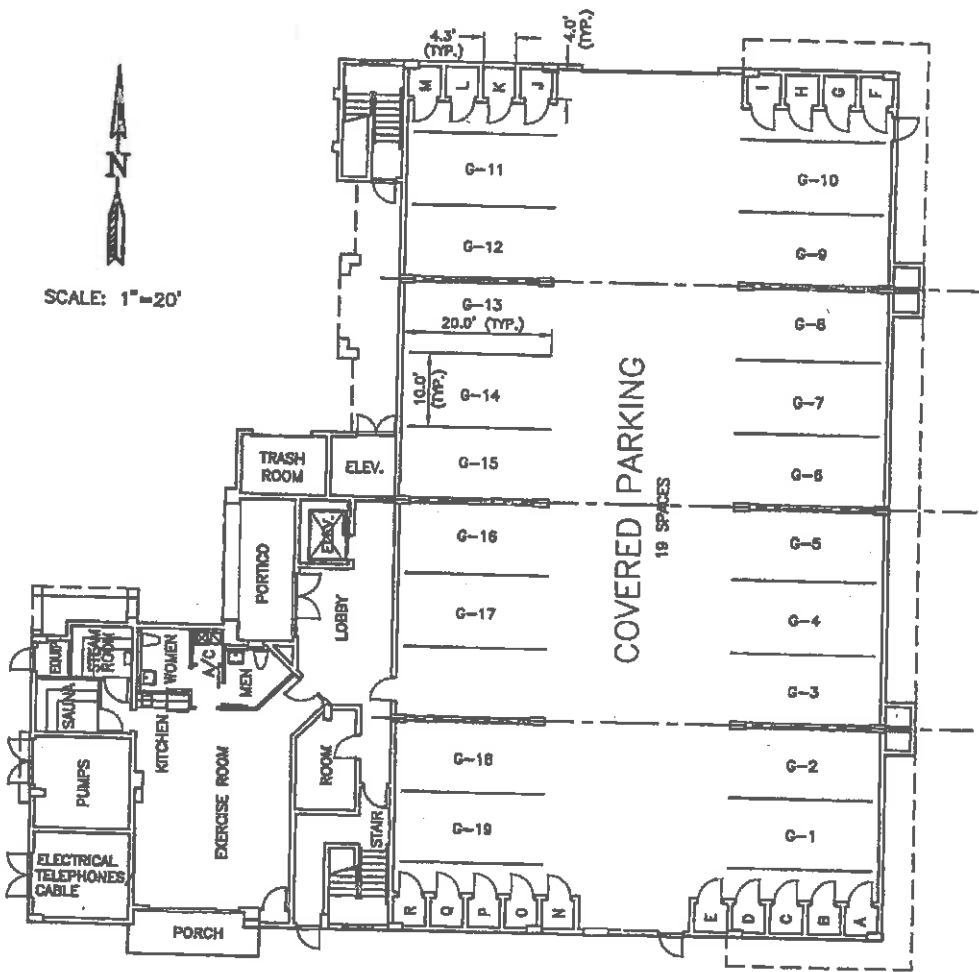 4.3'
(TYP.)
4.0'
(TYP.)
N
SCALE: 1"=20'
M
L
K
J
I
H
G
F
G-11
G-10
G-12
G-9
G-13
20.0' (TYP.)
G-8
10.0'
(TYP.)
G-14
G-7
TRASH
ROOM
ELEV.
G-15
G-6
COVERED PARKING
19 SPACES
ELEV.
G-16
G-5
PORTICO
LOBBY
G-17
G-4
EQUIP
STEAM
ROOM
WOMEN
A/C
MEN
SAUNA
KITCHEN
G-3
PUMPS
EXERCISE ROOM
ROOM
G-18
G-2
STAIR
G-19
G-1
ELECTRICAL
TELEPHONES
CABLE
PORCH
R
Q
P
O
N
E
D
C
B
A